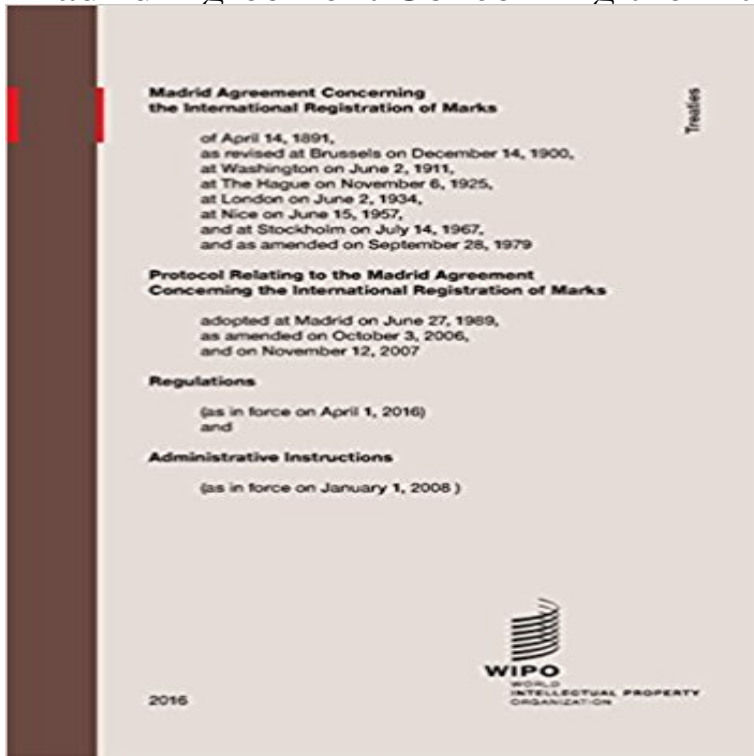 Madrid Agreement Concerning
the International Registration of Marks
of April 14, 1891,
as revised at Brussels on December 14, 1900,
at Washington on June 2, 1911,
at The Hague on November 6, 1925,
at London on June 2, 1934,
at Nice on June 15, 1957,
and at Stockholm on July 14, 1967,
and as amended on September 28, 1979
Protocol Relating to the Madrid Agreement
Concerning the International Registration of Marks
adopted at Madrid on June 27, 1989,
as amended on October 3, 2006,
and on November 12, 2007
Regulations
(as in force on April 1, 2016)
and
Administrative Instructions
(as in force on January 1, 2008 )
Treaties
2016
WIPO
WORLD
INTELLECTUAL PROPERTY
ORGANIZATION